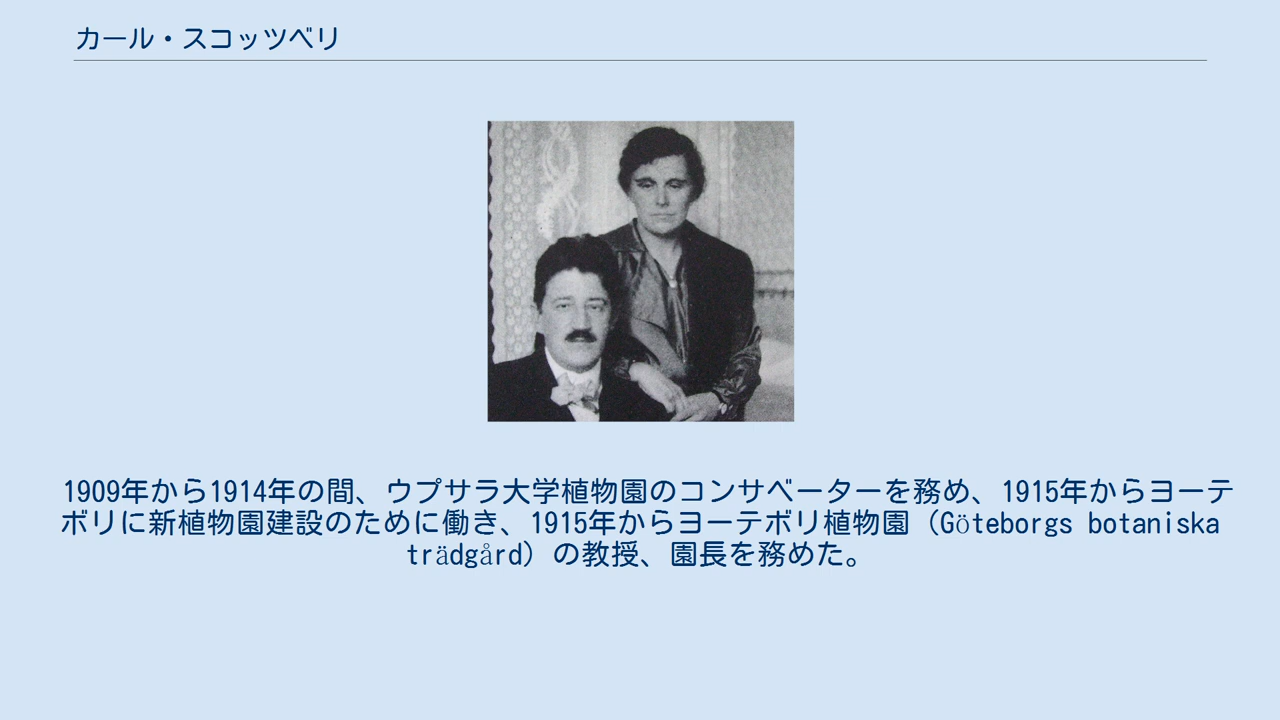 カール・スコッツベリ
1909年から1914年の間、ウプサラ大学植物園のコンサベーターを務め、1915年からヨーテ
ボリに新植物園建設のために働き、1915年からヨーテボリ植物園（Göteborgs botaniska
trädgård）の教授、園長を務めた。